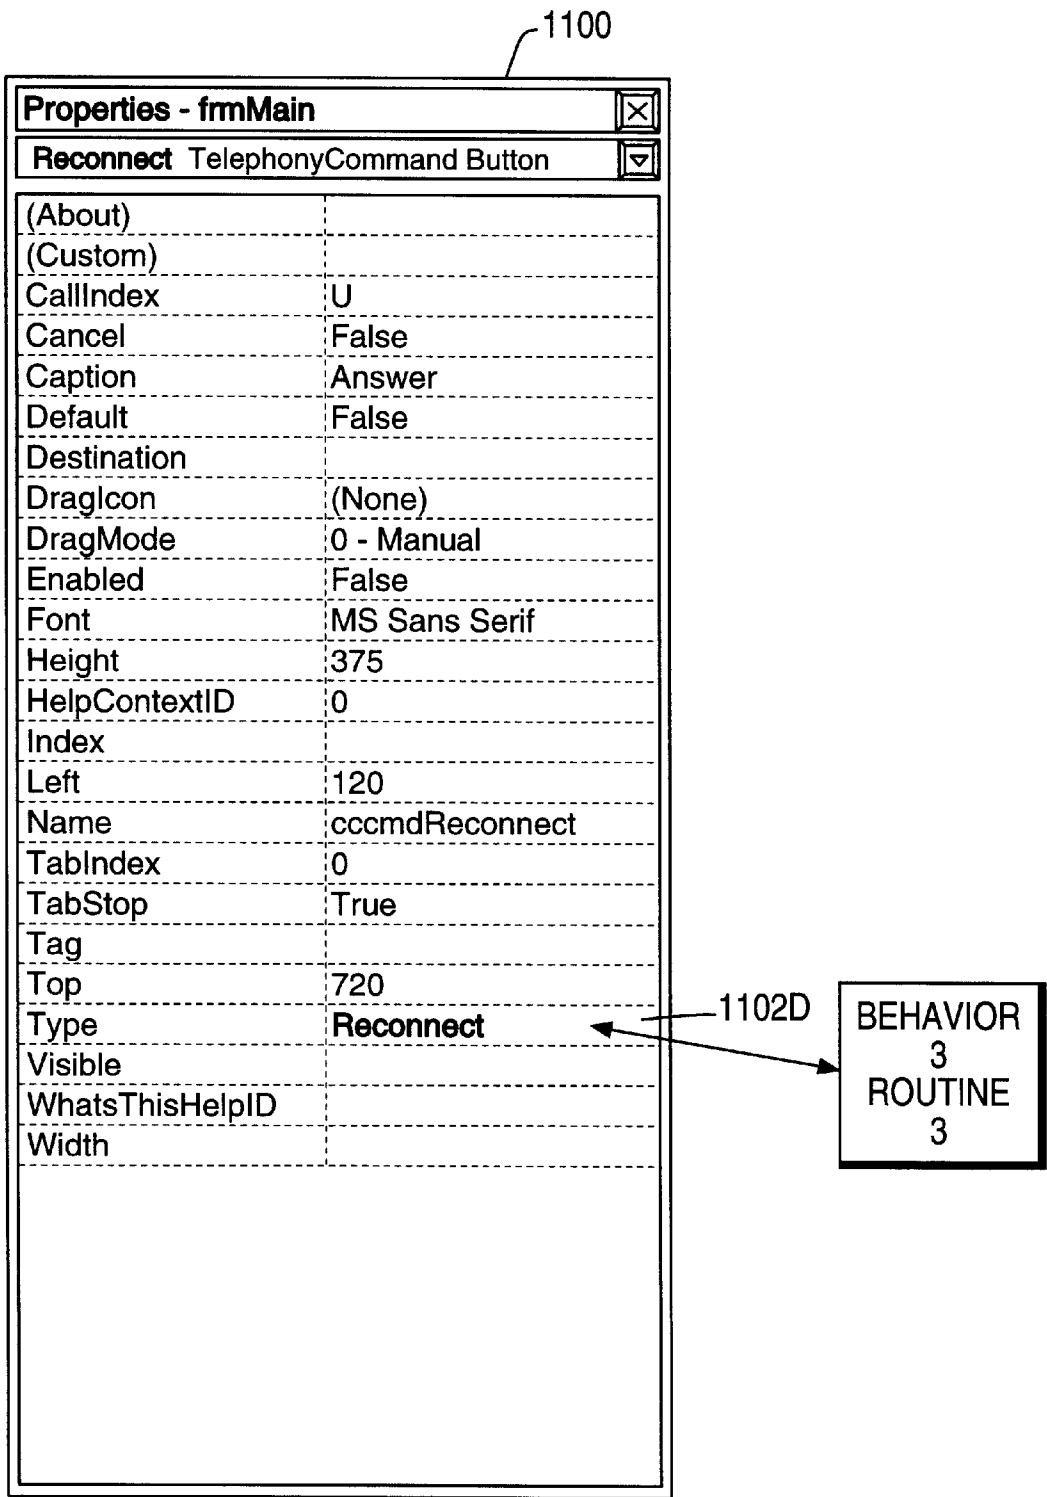 1100
Properties - frmMain
Reconnect TelephonyCommand Button
(About)
(Custom)
CallIndex U
Cancel False
Caption Answer
Default False
Destination
DragIcon (None)
DragMode 0 - Manual
Enabled False
Font MS Sans Serif
Height 375
HelpContextID 0
Index
Left 120
Name cccmdReconnect
TabIndex 0
TabStop True
Tag
Top 720
Type Reconnect
Visible
WhatsThisHelpID
Width
1102D
BEHAVIOR
3
ROUTINE
3